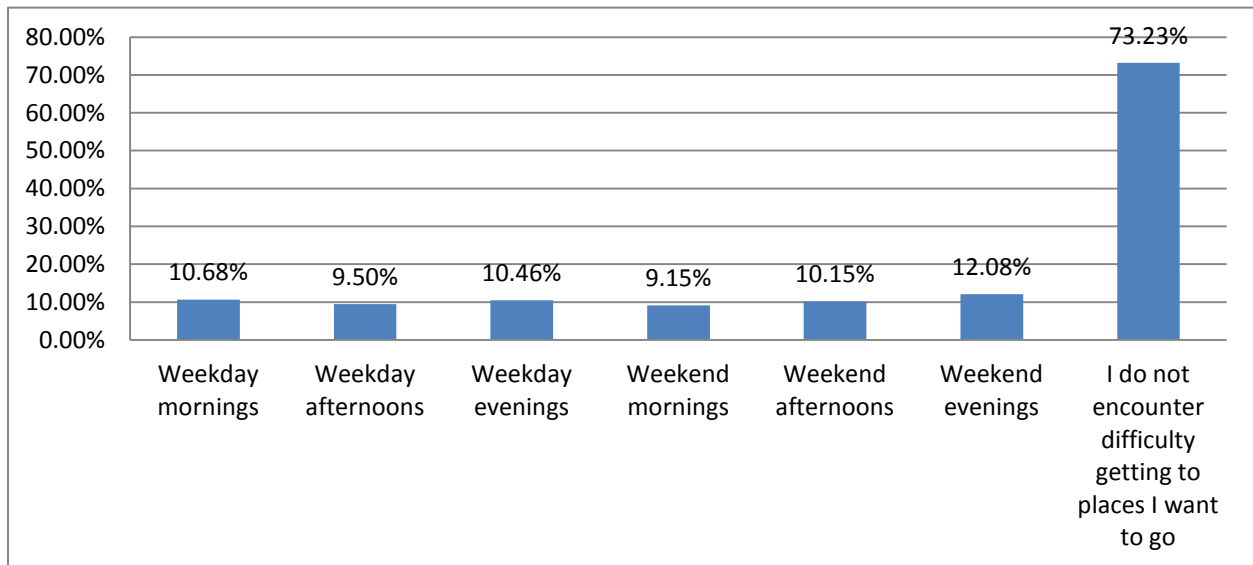 80.00%
70.00%
60.00%
50.00%
40.00%
30.00%
20.00%
10.00%
0.00%
10.68%
9.50%
10.46%
9.15%
10.15%
12.08%
73.23%
Weekday
mornings
Weekday
afternoons
Weekday
evenings
Weekend
mornings
Weekend
afternoons
Weekend
evenings
I do not
encounter
difficulty
getting to
places I want
to go